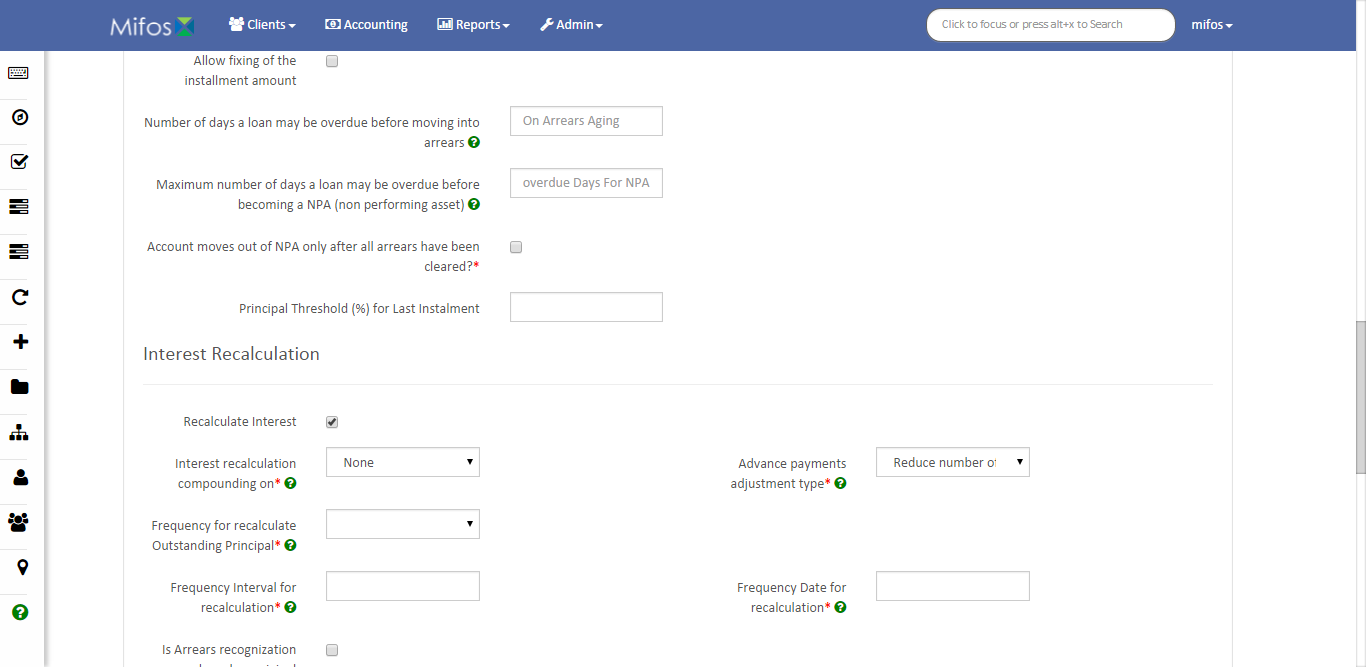 Mifos Clients Accounting Reports Admin Click to focus or press alt+x to Search mifos
Allow fixing of the
installment amount
Number of days a loan may be overdue before moving into
arrears
On Arrears Aging
Maximum number of days a loan may be overdue before
becoming a NPA (non performing asset)
overdue Days For NPA
Account moves out of NPA only after all arrears have been
cleared?*
Principal Threshold (%) for Last Instalment
Interest Recalculation
Recalculate Interest
Interest recalculation
compounding on*
None
Advance payments
adjustment type*
Reduce number of
Frequency for recalculate
Outstanding Principal*
Frequency Interval for
recalculation*
Frequency Date for
recalculation*
Is Arrears recognization